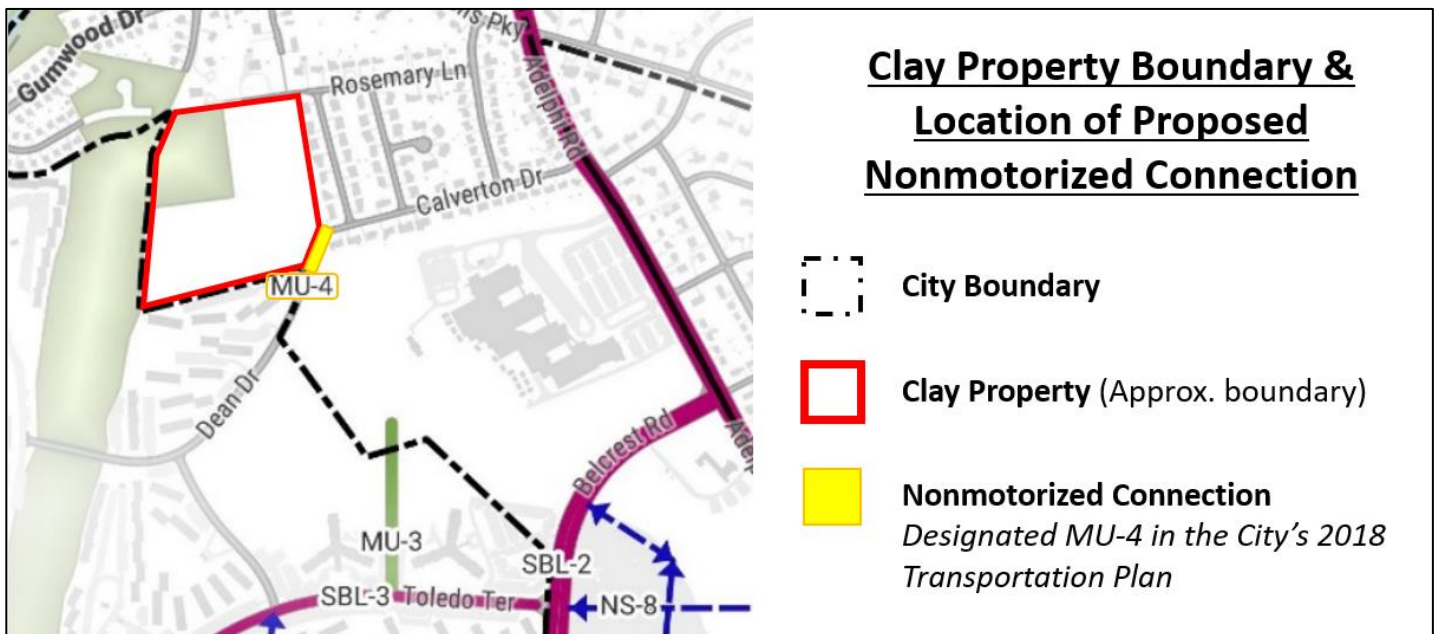 Gumwood Dr
Pky
Rosemary Ln
Adelphi Rd
Calverton Dr
MU-4
Dean Dr
Belcrest Rd
MU-3
SBL-2
SBL-3
Toledo Ter
NS-8
Clay Property Boundary &
Location of Proposed
Nonmotorized Connection
City Boundary
Clay Property (Approx. boundary)
Nonmotorized Connection
Designated MU-4 in the City's 2018
Transportation Plan